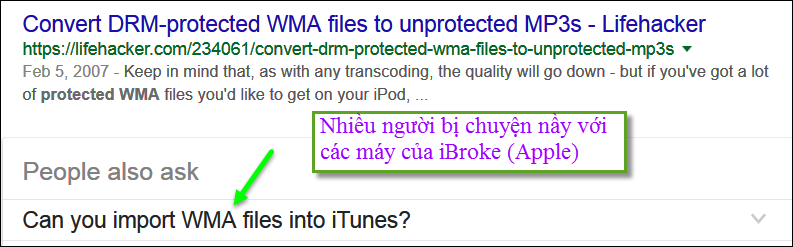 Convert DRM-protected WMA files to unprotected MP3s - Lifehacker
https://lifehacker.com/234061/convert-drm-protected-wma-files-to-unprotected-mp3s
Feb 5, 2007 - Keep in mind that, as with any transcoding, the quality will go down - but if you've got a lot
of protected WMA files you'd like to get on your iPod, ...
Nhiều người bị chuyện nầy với
các máy của iBroke (Apple)
People also ask
Can you import WMA files into iTunes?